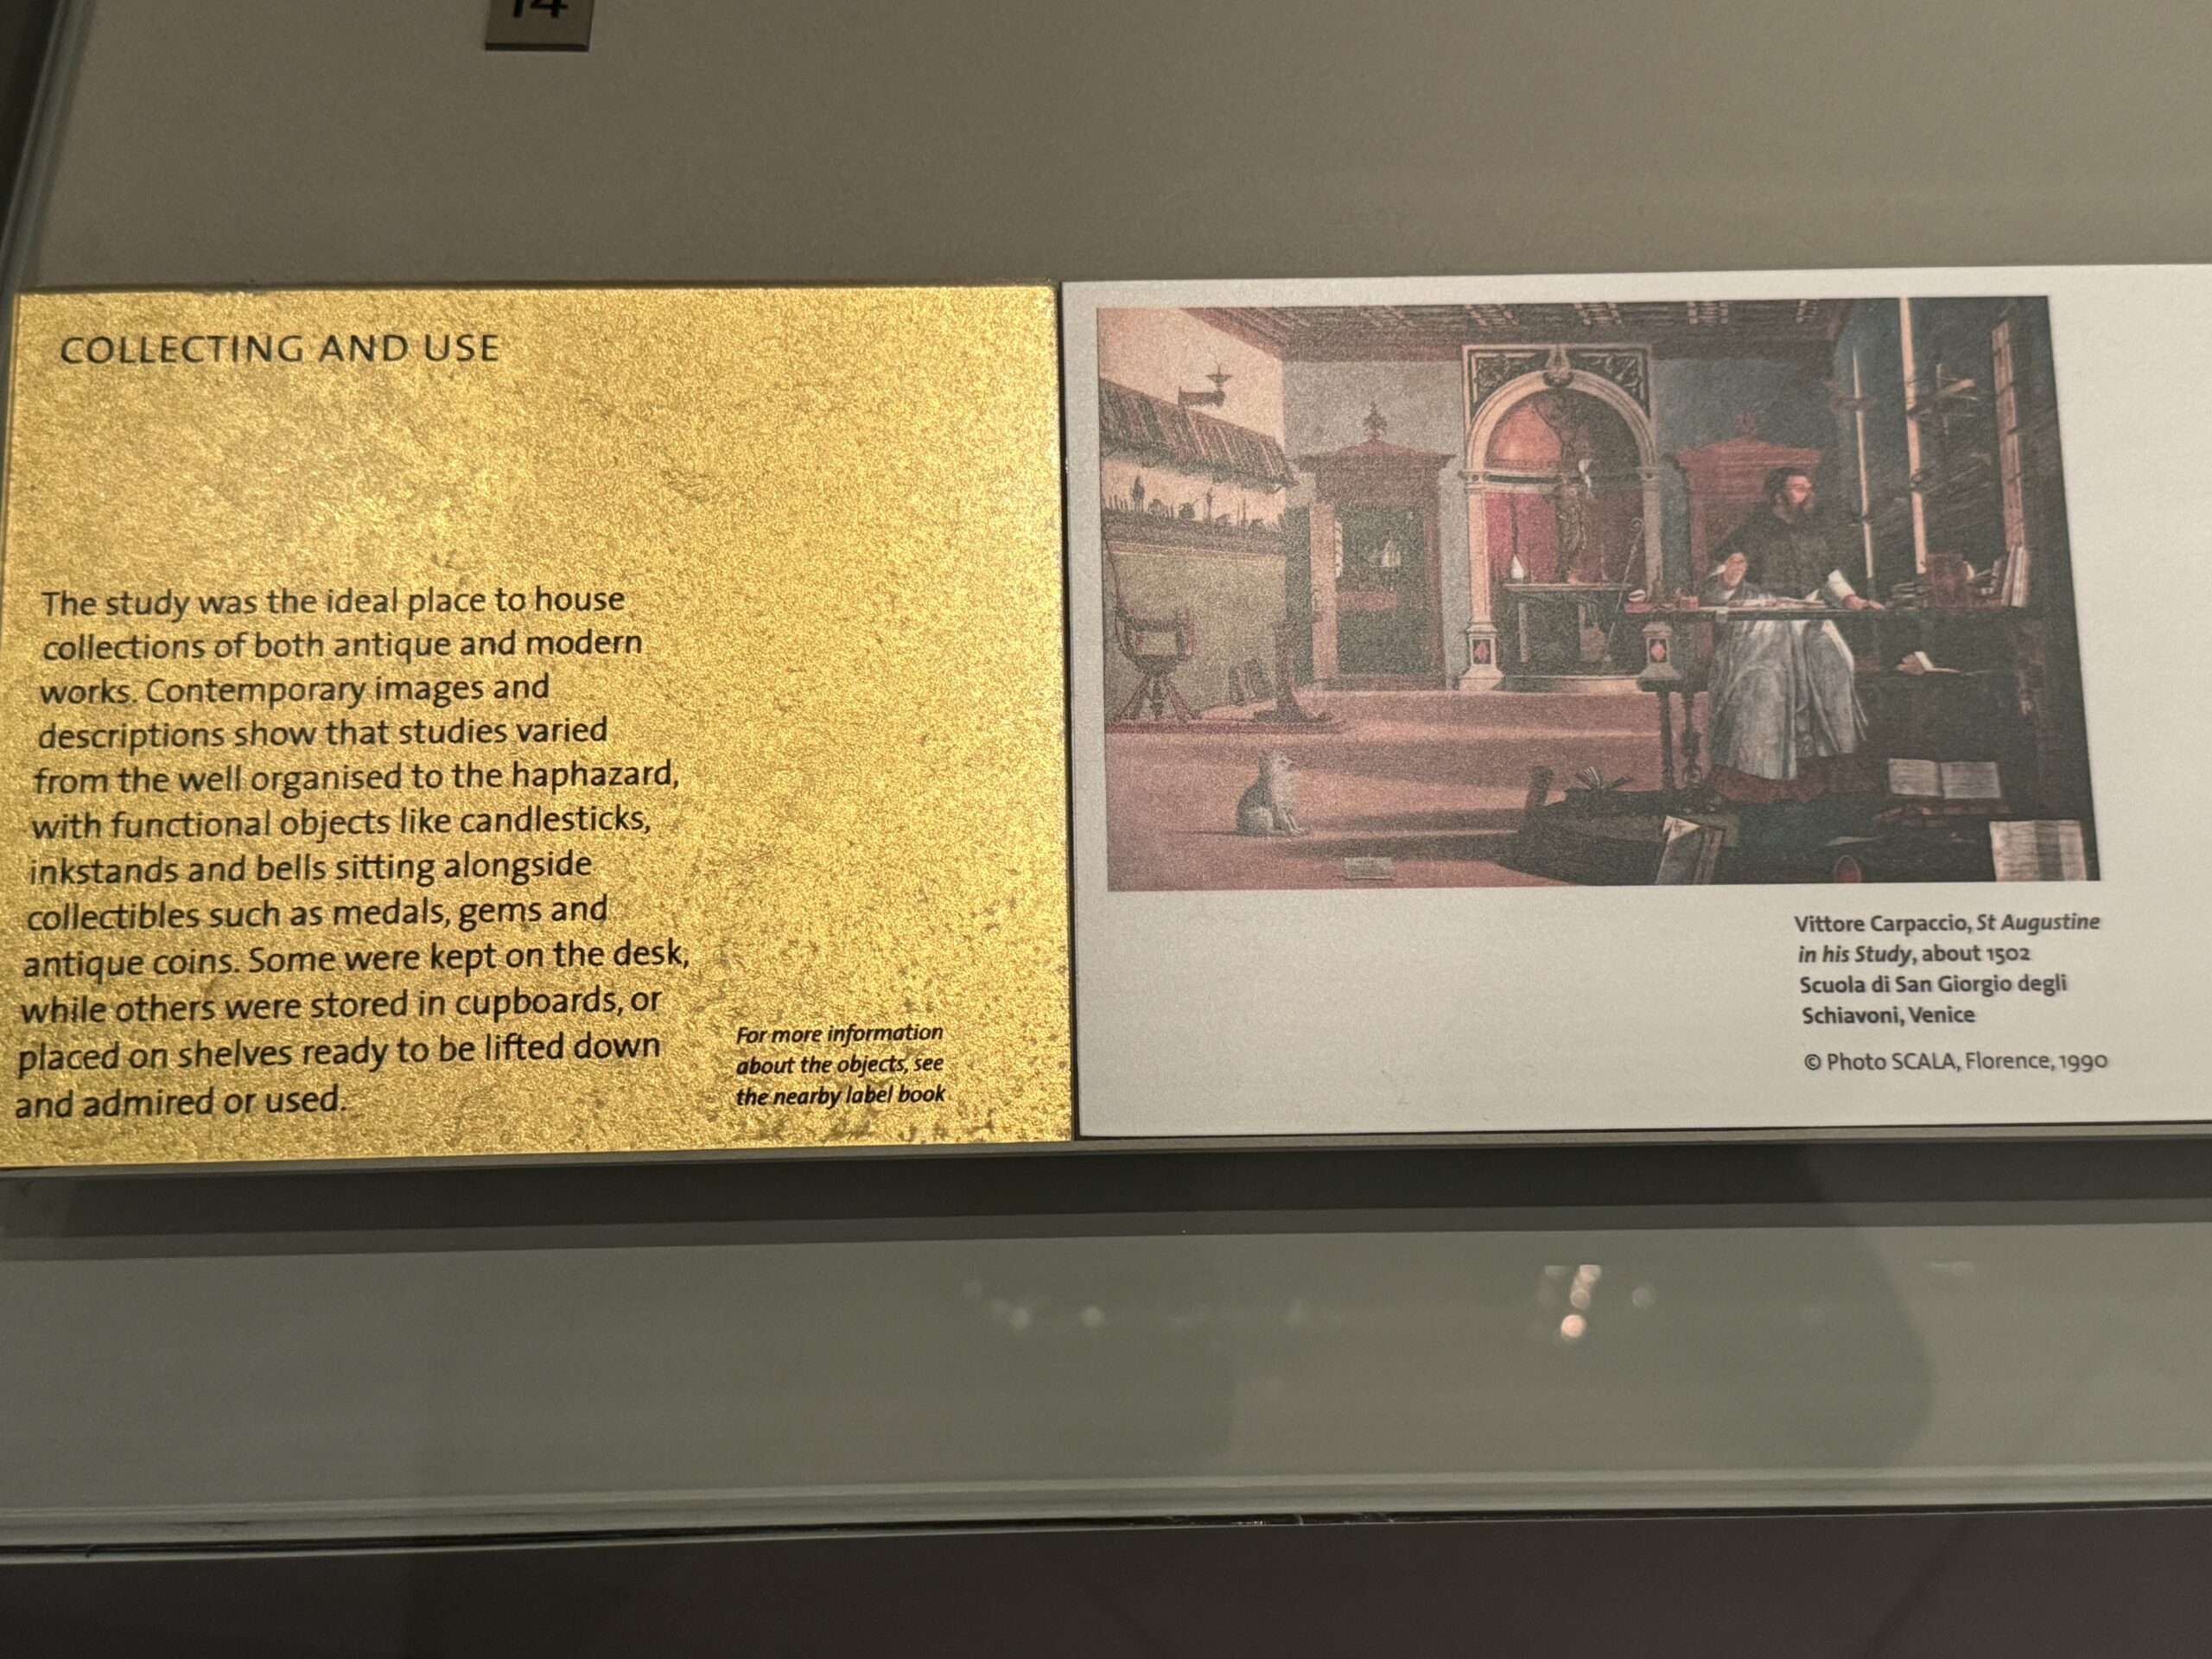 14
COLLECTING AND USE
The study was the ideal place to house
collections of both antique and modern
works. Contemporary images and
descriptions show that studies varied
from the well organised to the haphazard,
with functional objects like candlesticks,
inkstands and bells sitting alongside
collectibles such as medals, gems and
antique coins. Some were kept on the desk,
while others were stored in cupboards, or
placed on shelves ready to be lifted down
and admired or used.
For more information
about the objects, see
the nearby label book
Vittore Carpaccio, St Augustine
in his Study, about 1502
Scuola di San Giorgio degli
Schiavoni, Venice
© Photo SCALA, Florence, 1990